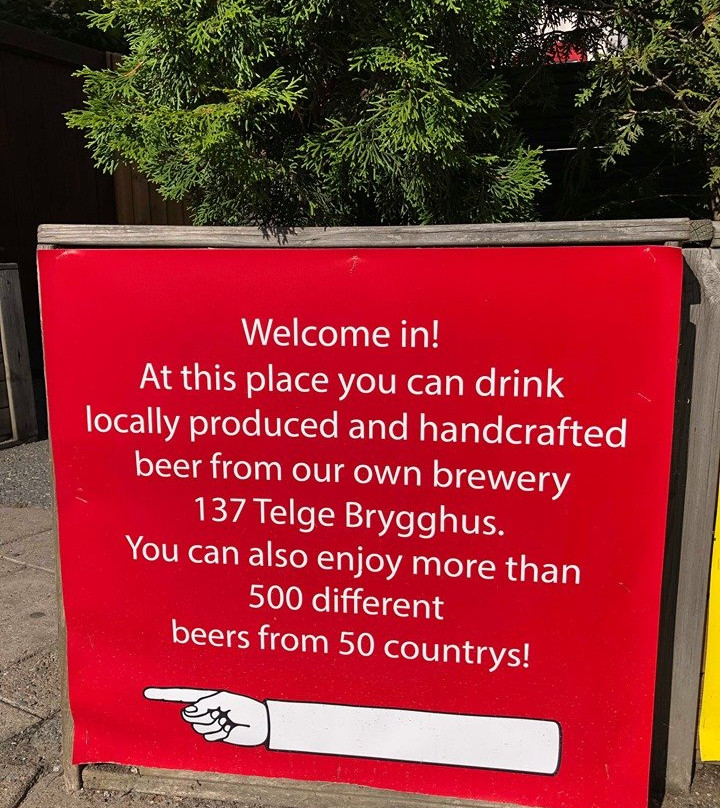 Welcome in!
At this place you can drink
locally produced and handcrafted
beer from our own brewery
137 Telge Brygghus.
You can also enjoy more than
500 different
beers from 50 countrys!